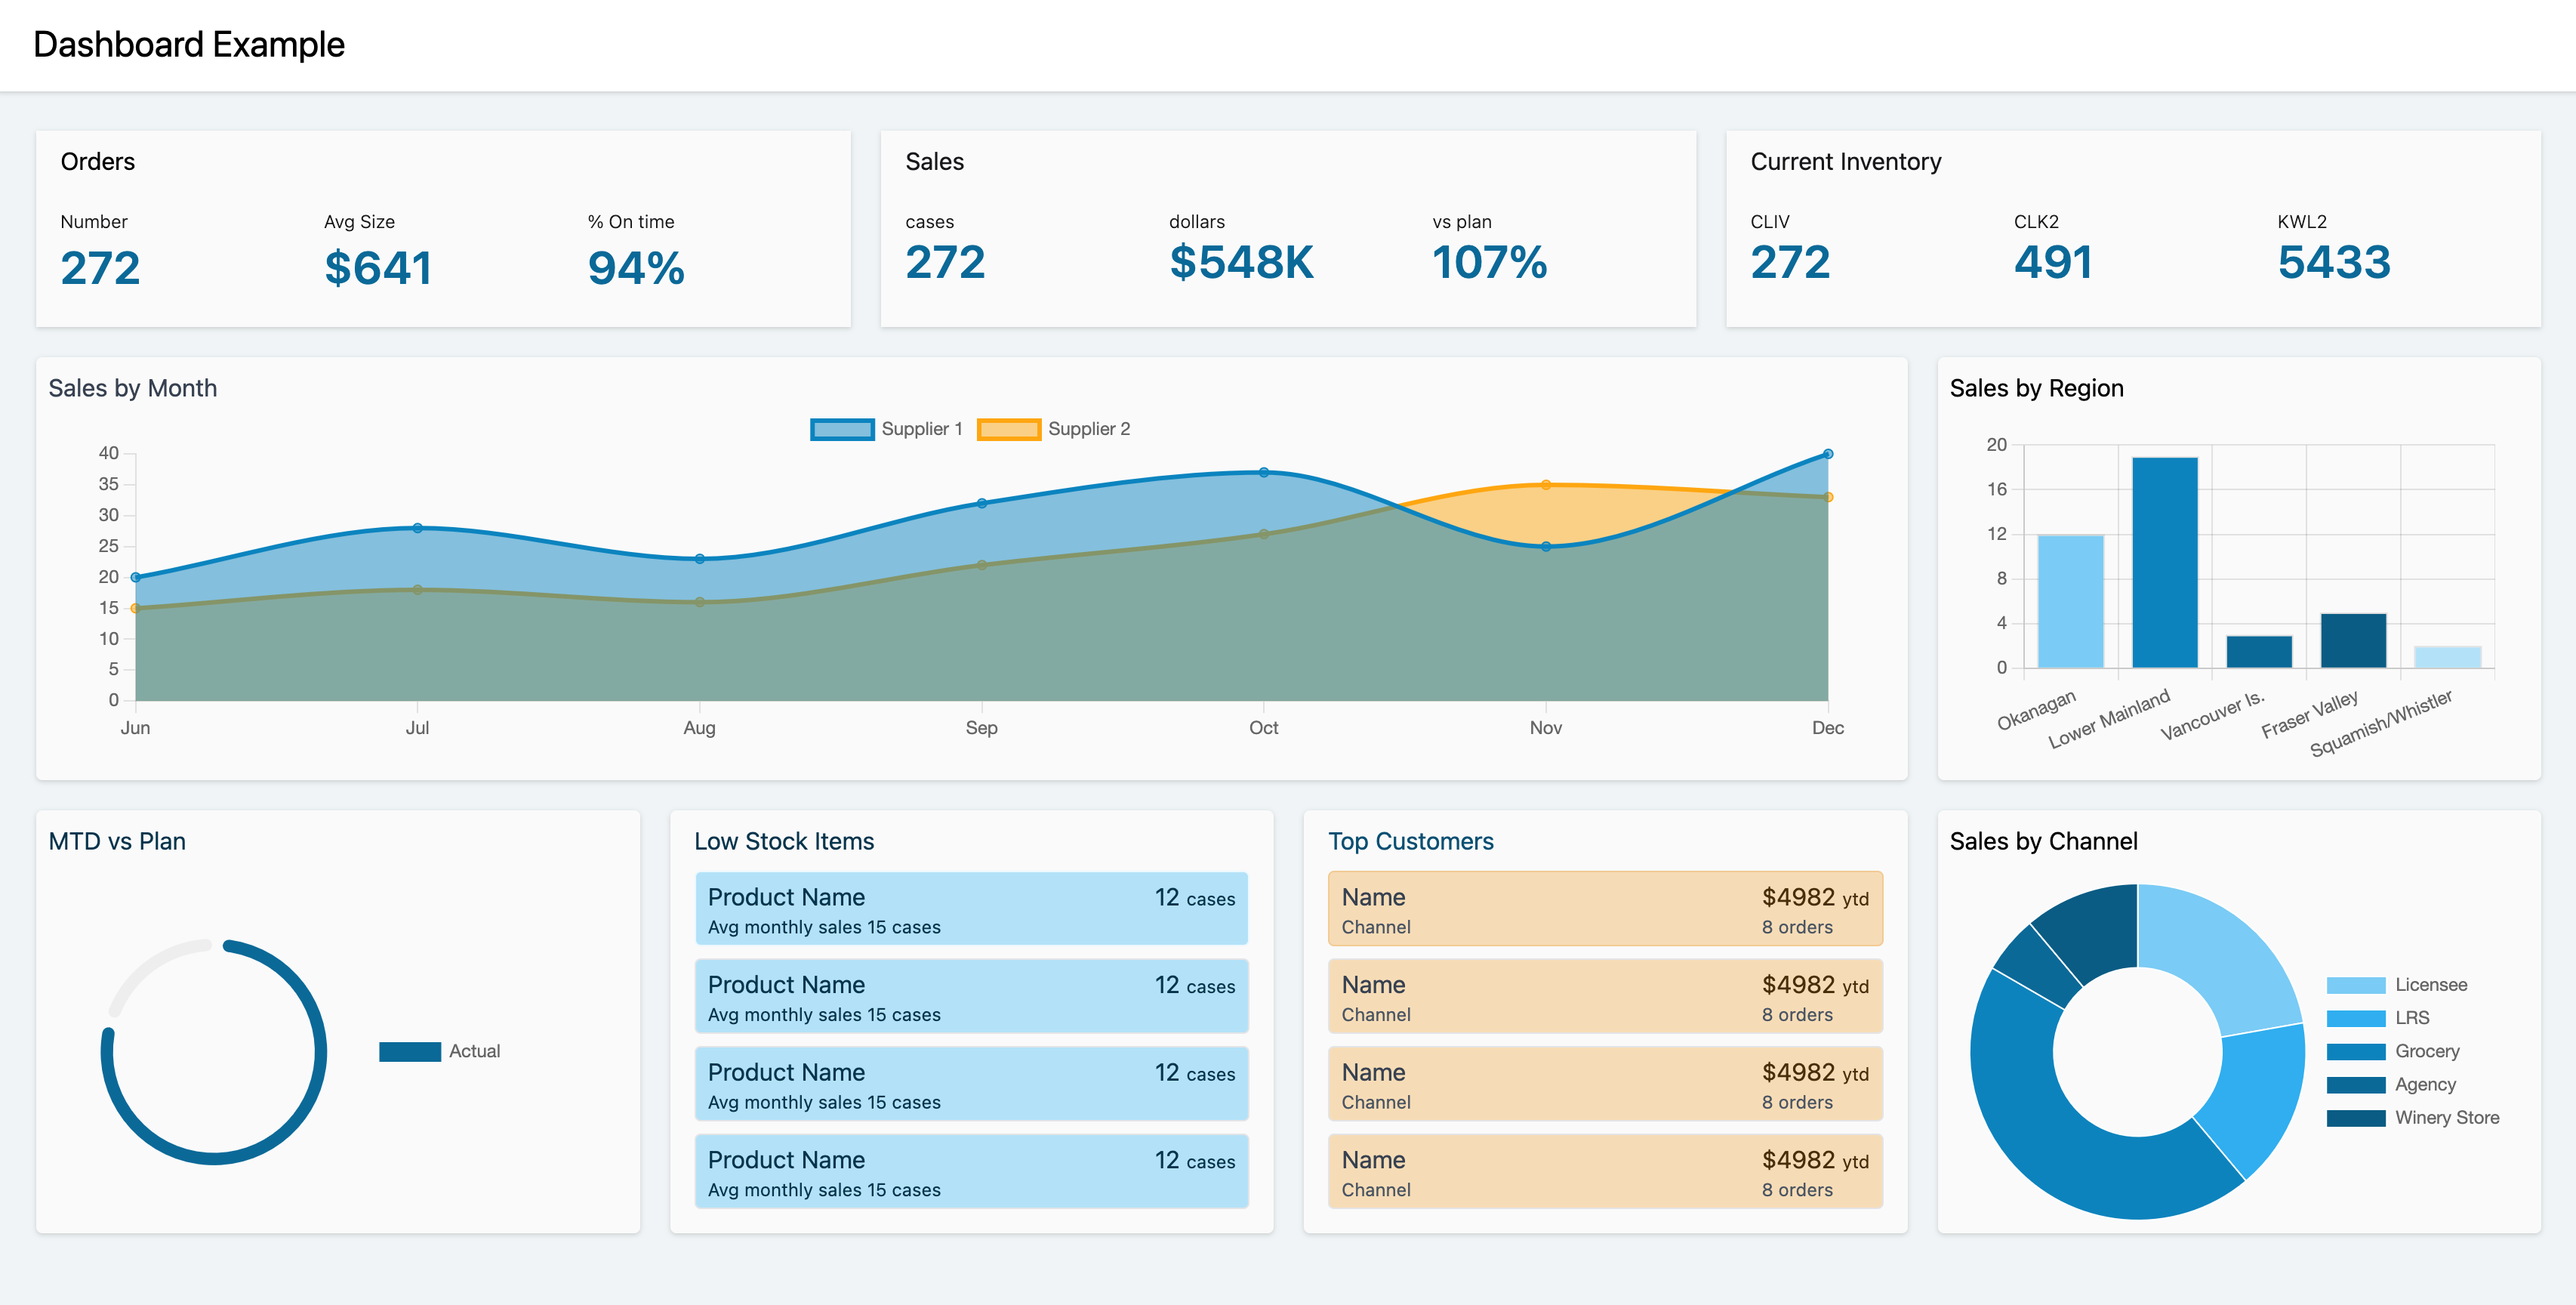 Dashboard Example
Orders
Number
272
Avg Size
$641
% On time
94%
Sales
cases
272
dollars
$548K
vs plan
107%
Current Inventory
CLIV
272
CLK2
491
KWL2
5433
Sales by Month
Supplier 1
Supplier 2
40
35
30
25
20
15
10
5
0
Jun
Jul
Aug
Sep
Oct
Nov
Dec
Sales by Region
20
16
12
8
4
0
Okanagan
Lower Mainland
Vancouver Is.
Fraser Valley
Squamish/Whistler
MTD vs Plan
Actual
Low Stock Items
Product Name
12 cases
Avg monthly sales 15 cases
Product Name
12 cases
Avg monthly sales 15 cases
Product Name
12 cases
Avg monthly sales 15 cases
Product Name
12 cases
Avg monthly sales 15 cases
Top Customers
Name
$4982 ytd
Channel
8 orders
Name
$4982 ytd
Channel
8 orders
Name
$4982 ytd
Channel
8 orders
Name
$4982 ytd
Channel
8 orders
Sales by Channel
Licensee
LRS
Grocery
Agency
Winery Store